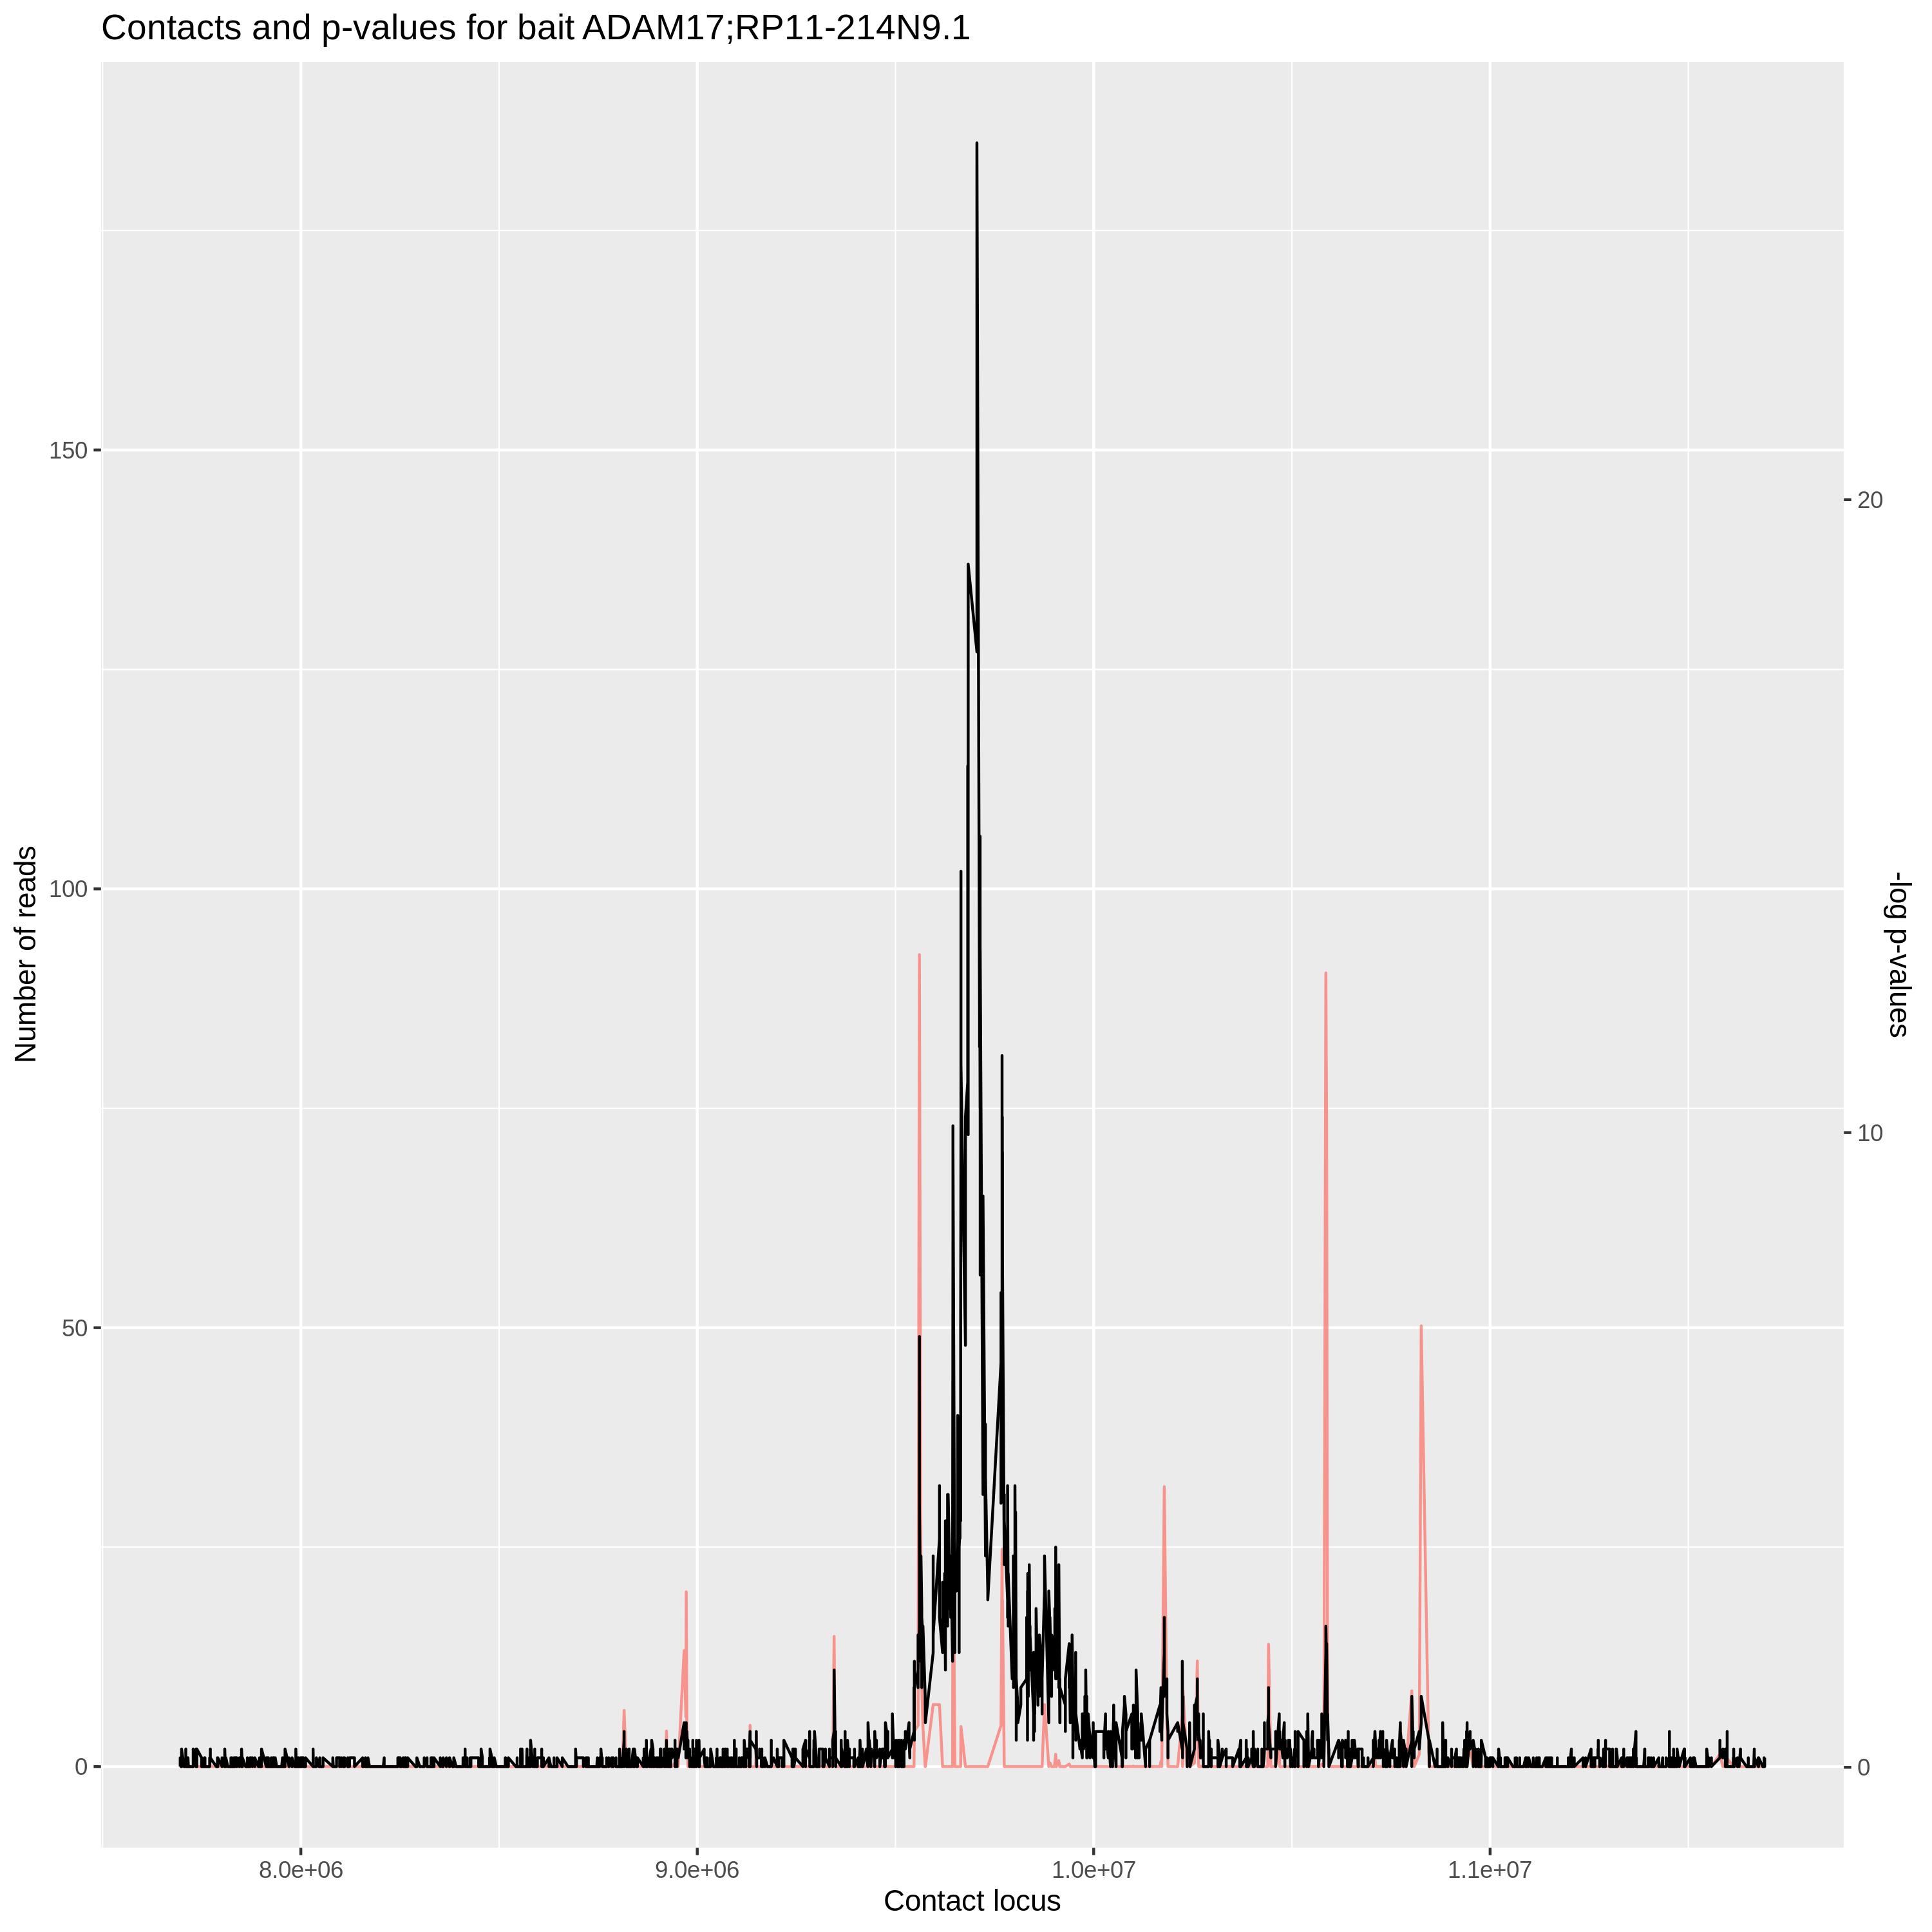 Contacts and p-values for bait ADAM17;RP11-214N9.1
150
100
50
0
Number of reads
20
10
0
-log p-values
8.0e+06
9.0e+06
1.0e+07
1.1e+07
Contact locus